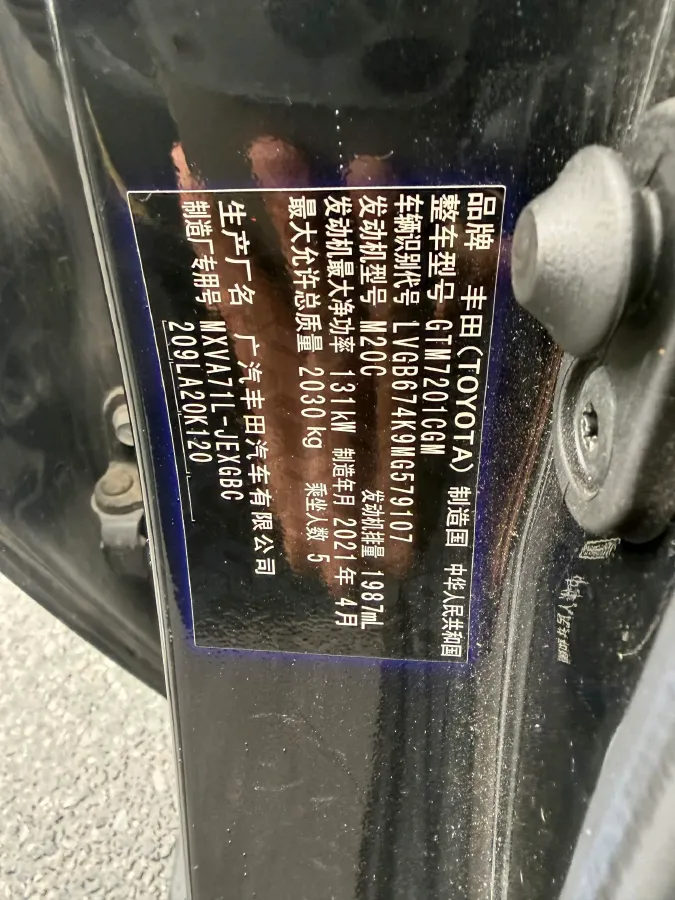 品牌 丰田(TOYOTA) 制造国 中华人民共和国
整车型号 GTM7201CGM
车辆识别代号 LVGB674K9MG579107
发动机型号 M20C 发动机排量 1987mL
发动机最大净功率 131kW 制造年月 2021年4月
最大允许总质量 2030kg 乘坐人数 5
生产厂名 广汽丰田汽车有限公司
制造厂专用号 MXVA71L-JEXGBC
209LA20K120